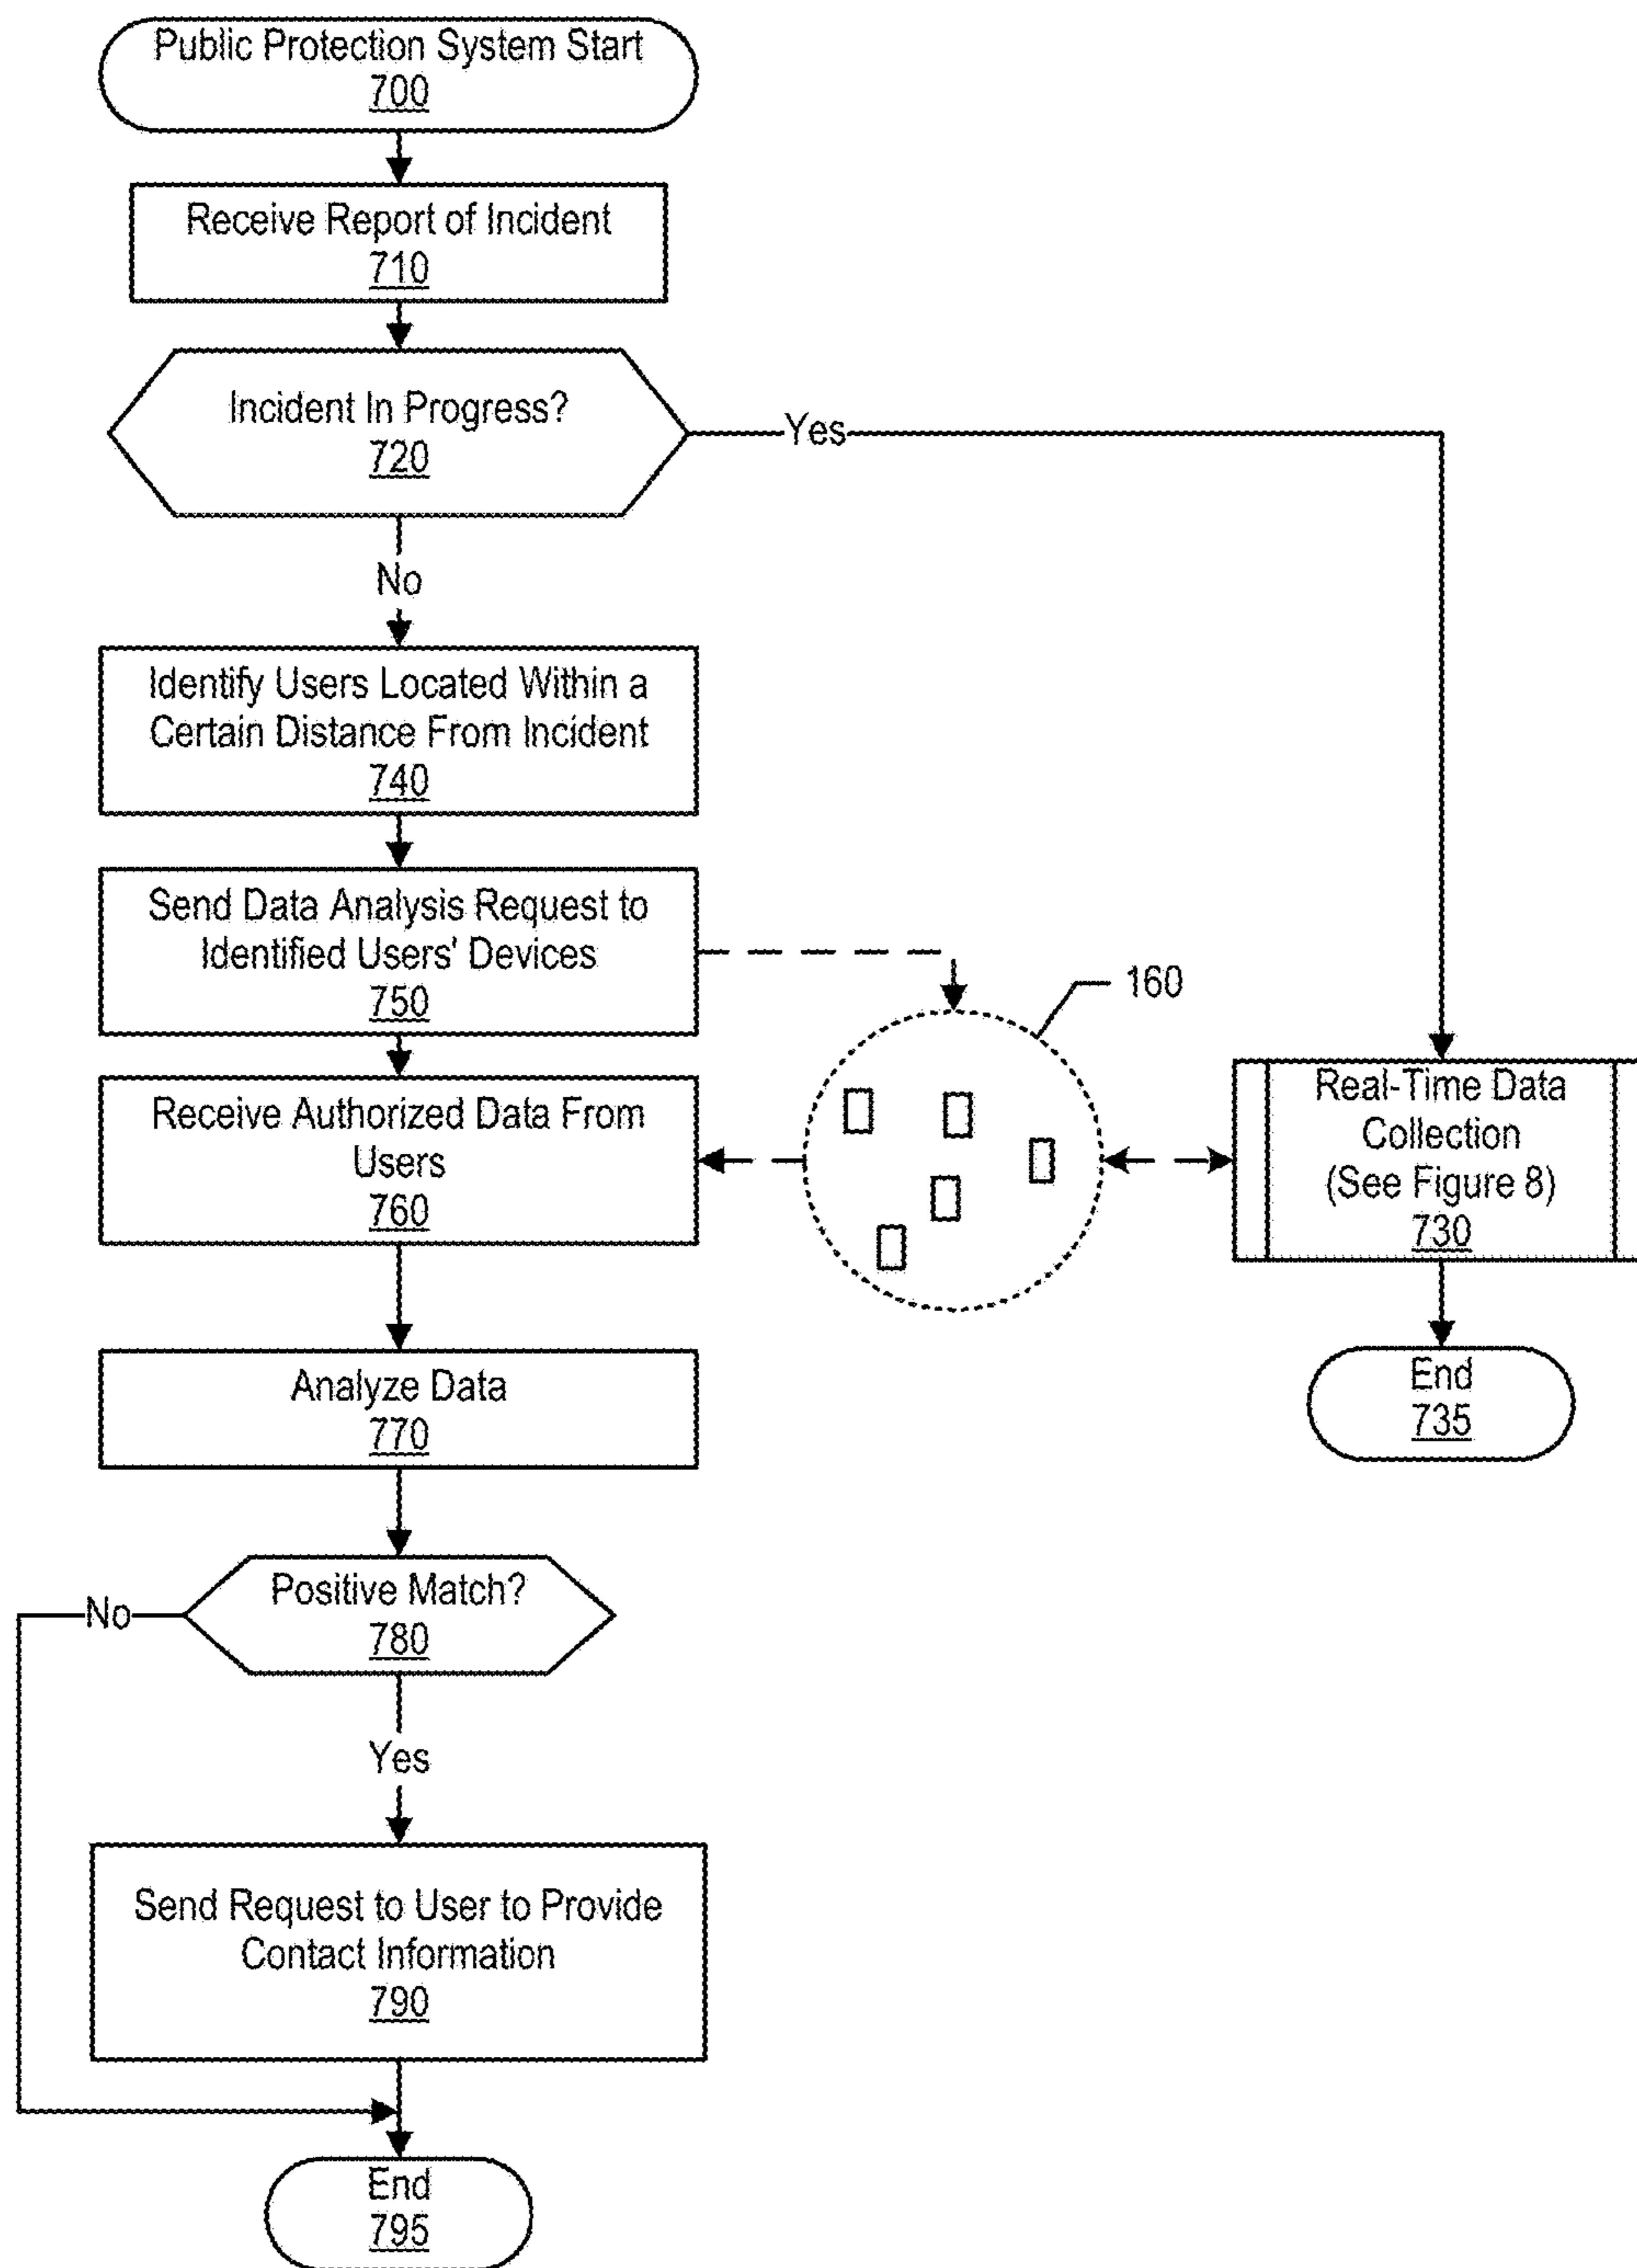 Public Protection System Start
700
Receive Report of Incident
710
Incident In Progress?
720
Yes
No
Identify Users Located Within a
Certain Distance From Incident
740
Send Data Analysis Request to
Identified Users' Devices
750
160
Receive Authorized Data From
Users
760
Real-Time Data
Collection
(See Figure 8)
730
End
735
Analyze Data
770
Positive Match?
780
No
Yes
Send Request to User to Provide
Contact Information
790
End
795